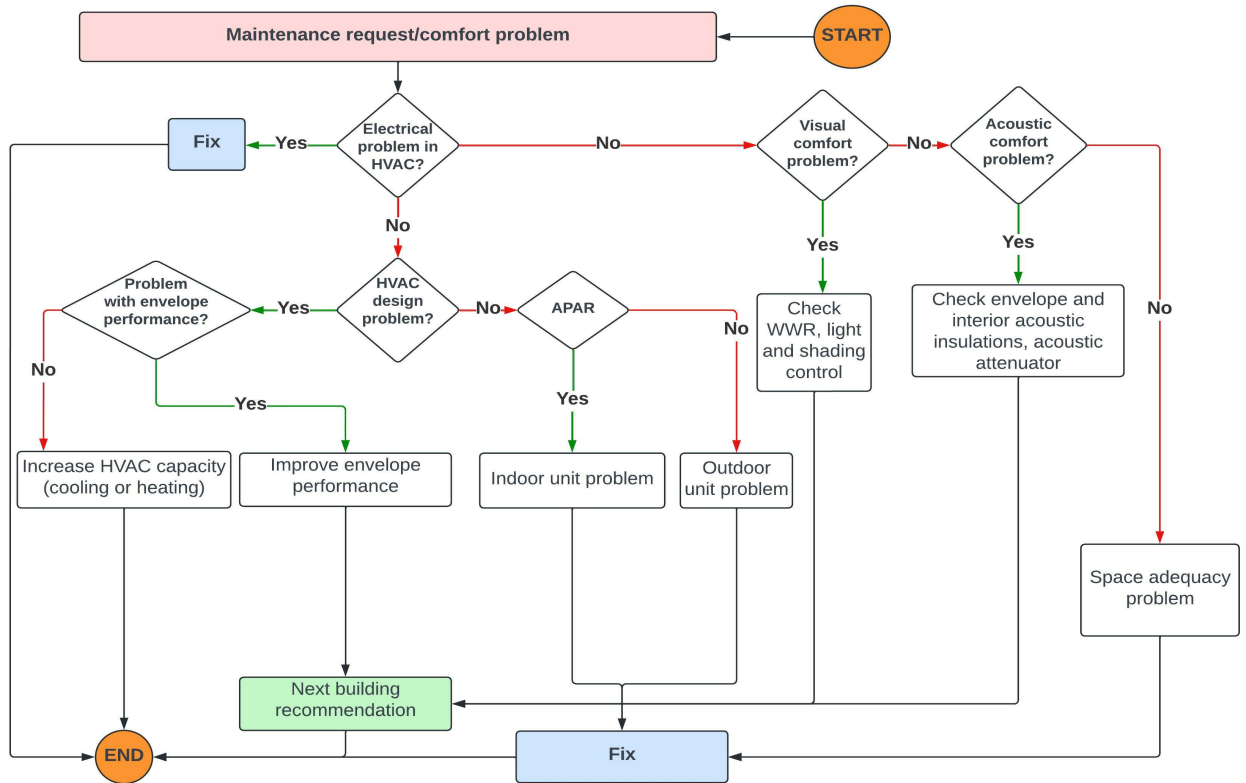 Maintenance request/comfort problem
START
Fix
Yes
Electrical
problem in
HVAC?
No
Visual
comfort
problem?
No
Acoustic
comfort
problem?
No
Yes
Yes
Problem
with envelope
performance?
Yes
HVAC
design
problem?
No
APAR
Check
WWR, light
and shading
control
Check envelope and
interior acoustic
insulations, acoustic
attenuator
No
No
No
Yes
Yes
Increase HVAC capacity
(cooling or heating)
Improve envelope
performance
Indoor unit problem
Outdoor
unit problem
Space adequacy
problem
Next building
recommendation
END
Fix